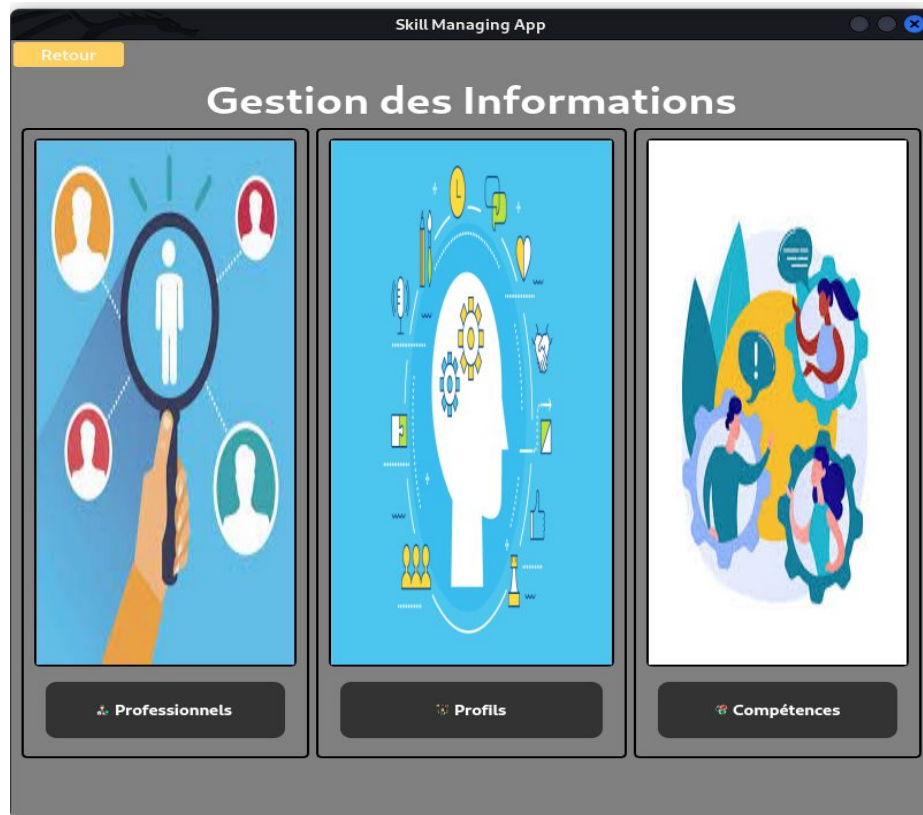 Skill Managing App
Retour
Gestion des Informations
!
Professionnels
Profils
Compétences